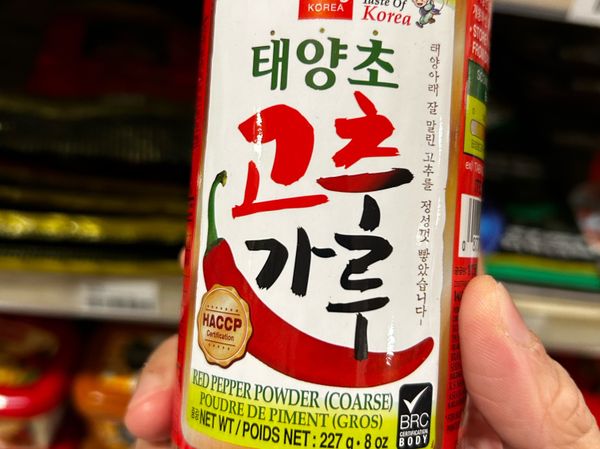 KOREA
Taste Of
Korea
태양초
고추
가루
태양아래 잘 말린 고추를 정성껏 빻았습니다
HACCP
Certification
RED PEPPER POWDER (COARSE)
POUDRE DE PIMENT (GROS)
중량 NET WT / POIDS NET : 227 g · 8 oz
BRC
CERTIFICATION
BODY